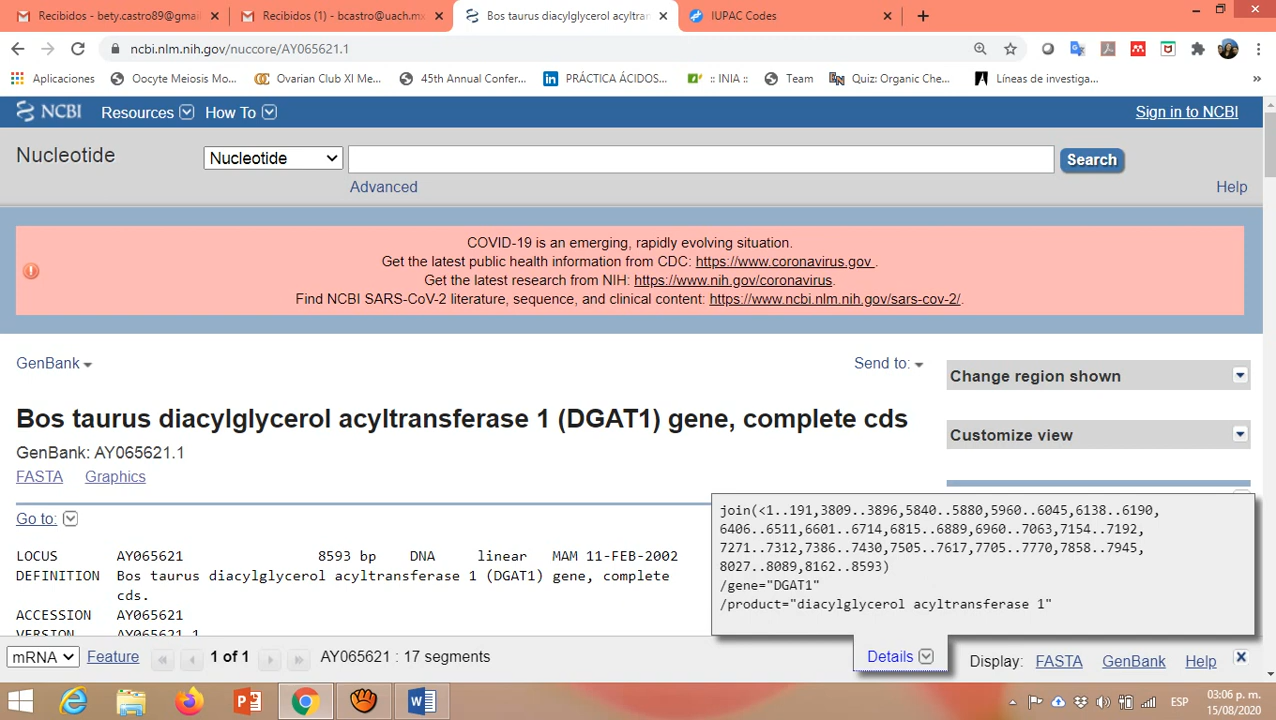 Recibidos - bety.castro89@gmai
Recibidos (1) - bcastro@uach.mx
Bos taurus diacylglycerol acyltran
IUPAC Codes
ncbi.nlm.nih.gov/nuccore/AY065621.1
Aplicaciones
Oocyte Meiosis Mo...
Ovarian Club XI Me...
45th Annual Confer...
PRÁCTICA ÁCIDOS...
:: INIA ::
Team
Quiz: Organic Che...
Líneas de investiga...
NCBI Resources How To Sign in to NCBI
Nucleotide
Nucleotide
Search
Advanced
Help
COVID-19 is an emerging, rapidly evolving situation.
Get the latest public health information from CDC: https://www.coronavirus.gov .
Get the latest research from NIH: https://www.nih.gov/coronavirus.
Find NCBI SARS-CoV-2 literature, sequence, and clinical content: https://www.ncbi.nlm.nih.gov/sars-cov-2/.
GenBank
Send to:
Change region shown
Bos taurus diacylglycerol acyltransferase 1 (DGAT1) gene, complete cds
Customize view
GenBank: AY065621.1
FASTA Graphics
Go to:
LOCUS AY065621 8593 bp DNA linear MAM 11-FEB-2002
DEFINITION Bos taurus diacylglycerol acyltransferase 1 (DGAT1) gene, complete
cds.
ACCESSION AY065621
VERSION AY065621.1
join(<1..191,3809..3896,5840..5880,5960..6045,6138..6190,
6406..6511,6601..6714,6815..6889,6960..7063,7154..7192,
7271..7312,7386..7430,7505..7617,7705..7770,7858..7945,
8027..8089,8162..8593)
/gene="DGAT1"
/product="diacylglycerol acyltransferase 1"
mRNA Feature 1 of 1 AY065621 : 17 segments Details Display: FASTA GenBank Help
ESP
03:06 p. m.
15/08/2020